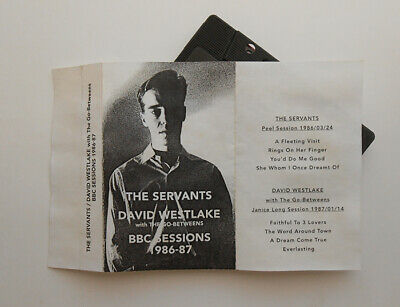 THE SERVANTS / DAVID WESTLAKE with The Go-Betweens
BBC SESSIONS 1986-87
THE SERVANTS
DAVID WESTLAKE
with THE GO-BETWEENS
BBC SESSIONS
1986-87
THE SERVANTS
Peel Session 1986/03/24
A Fleeting Visit
Rings On Her Finger
You'd Do Me Good
She Whom I Once Dreamt Of
DAVID WESTLAKE
with The Go-Betweens
Janice Long Session 1987/01/14
Faithful To 3 Lovers
The Word Around Town
A Dream Come True
Everlasting